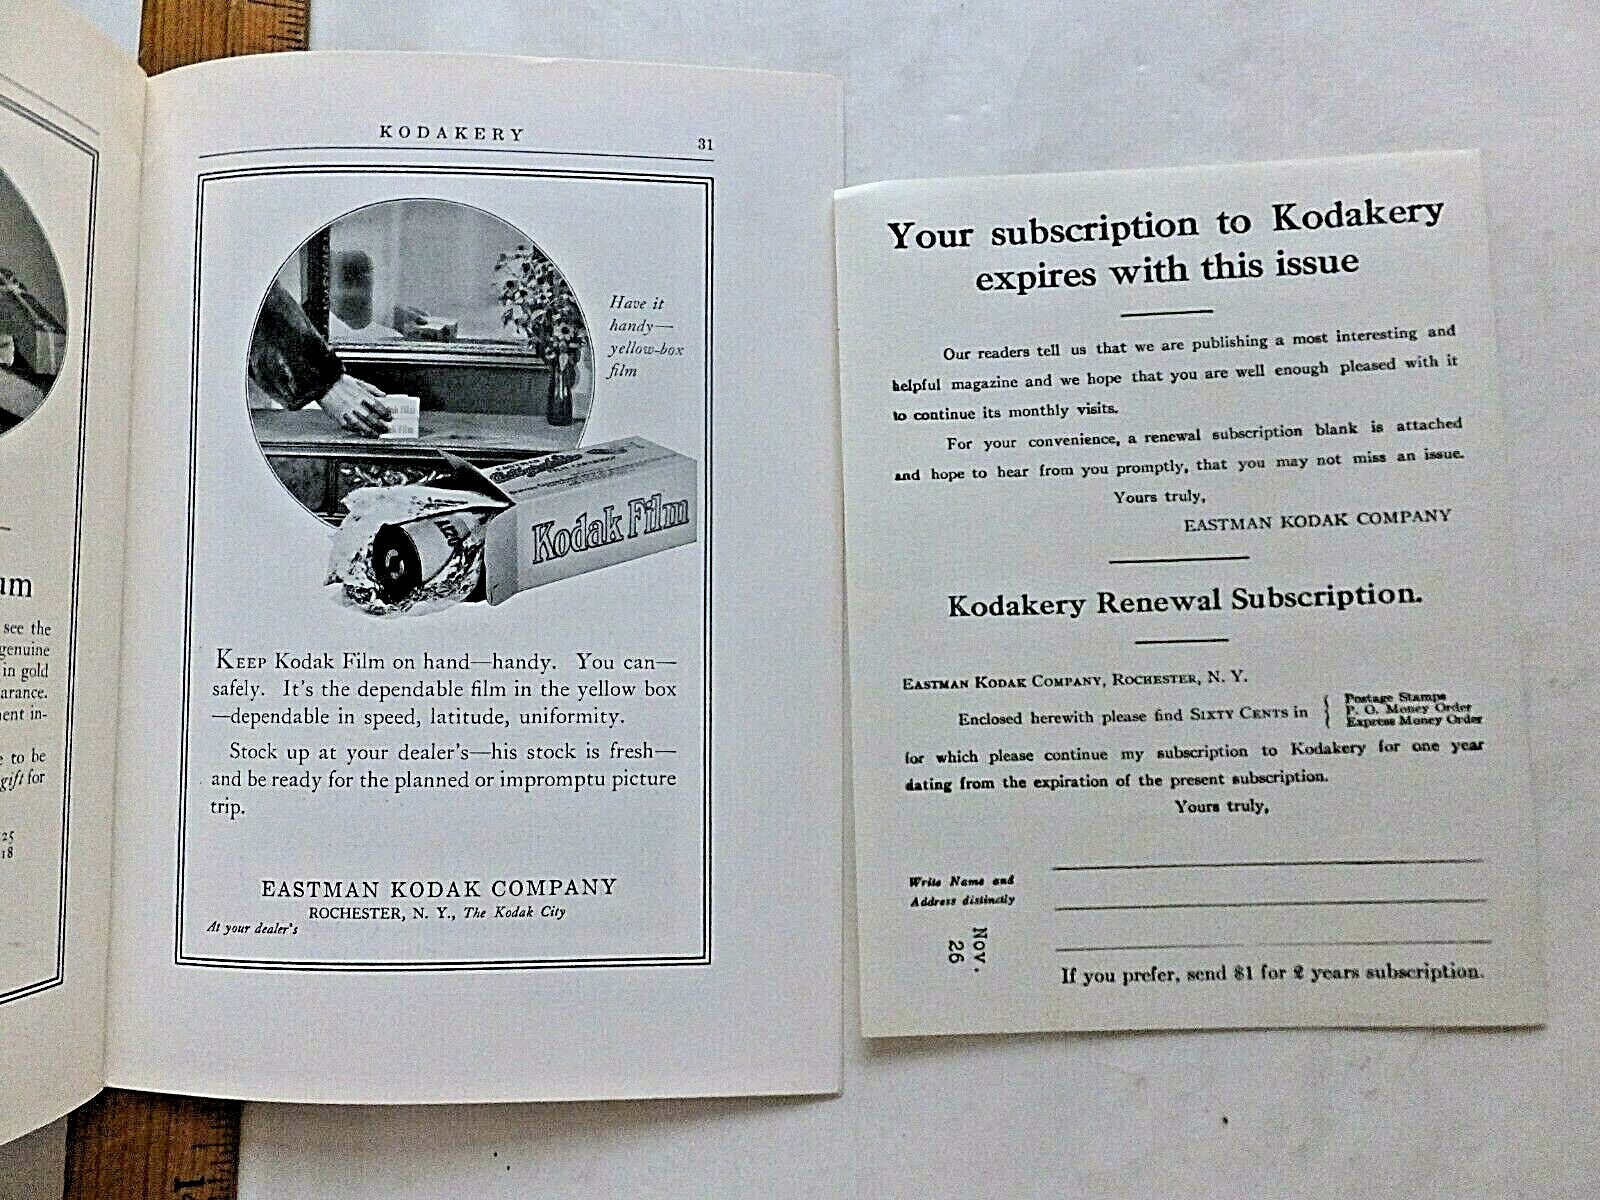 um
see the
genuine
in gold
arance.
ent in-
to be
gift for
25
18
KODAKERY
31
Have it
handy—
yellow-box
film
Kodak Film
KEEP Kodak Film on hand—handy. You can—
safely. It's the dependable film in the yellow box
—dependable in speed, latitude, uniformity.
Stock up at your dealer's—his stock is fresh—
and be ready for the planned or impromptu picture
trip.
EASTMAN KODAK COMPANY
ROCHESTER, N. Y., The Kodak City
At your dealer's
Your subscription to Kodakery
expires with this issue
Our readers tell us that we are publishing a most interesting and
helpful magazine and we hope that you are well enough pleased with it
to continue its monthly visits.
For your convenience, a renewal subscription blank is attached
and hope to hear from you promptly, that you may not miss an issue.
Yours truly,
EASTMAN KODAK COMPANY
Kodakery Renewal Subscription.
EASTMAN KODAK COMPANY, ROCHESTER, N. Y.
Enclosed herewith please find SIXTY CENTS in { Postage Stamps
P. O. Money Order
Express Money Order
for which please continue my subscription to Kodakery for one year
dating from the expiration of the present subscription.
Yours truly,
Write Name and
Address distinctly
Nov.
26
If you prefer, send $1 for 2 years subscription.
1